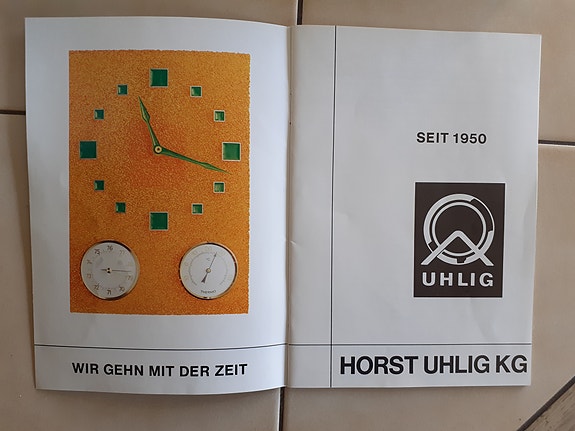 WIR GEHN MIT DER ZEIT
SEIT 1950
UHLIG
HORST UHLIG KG